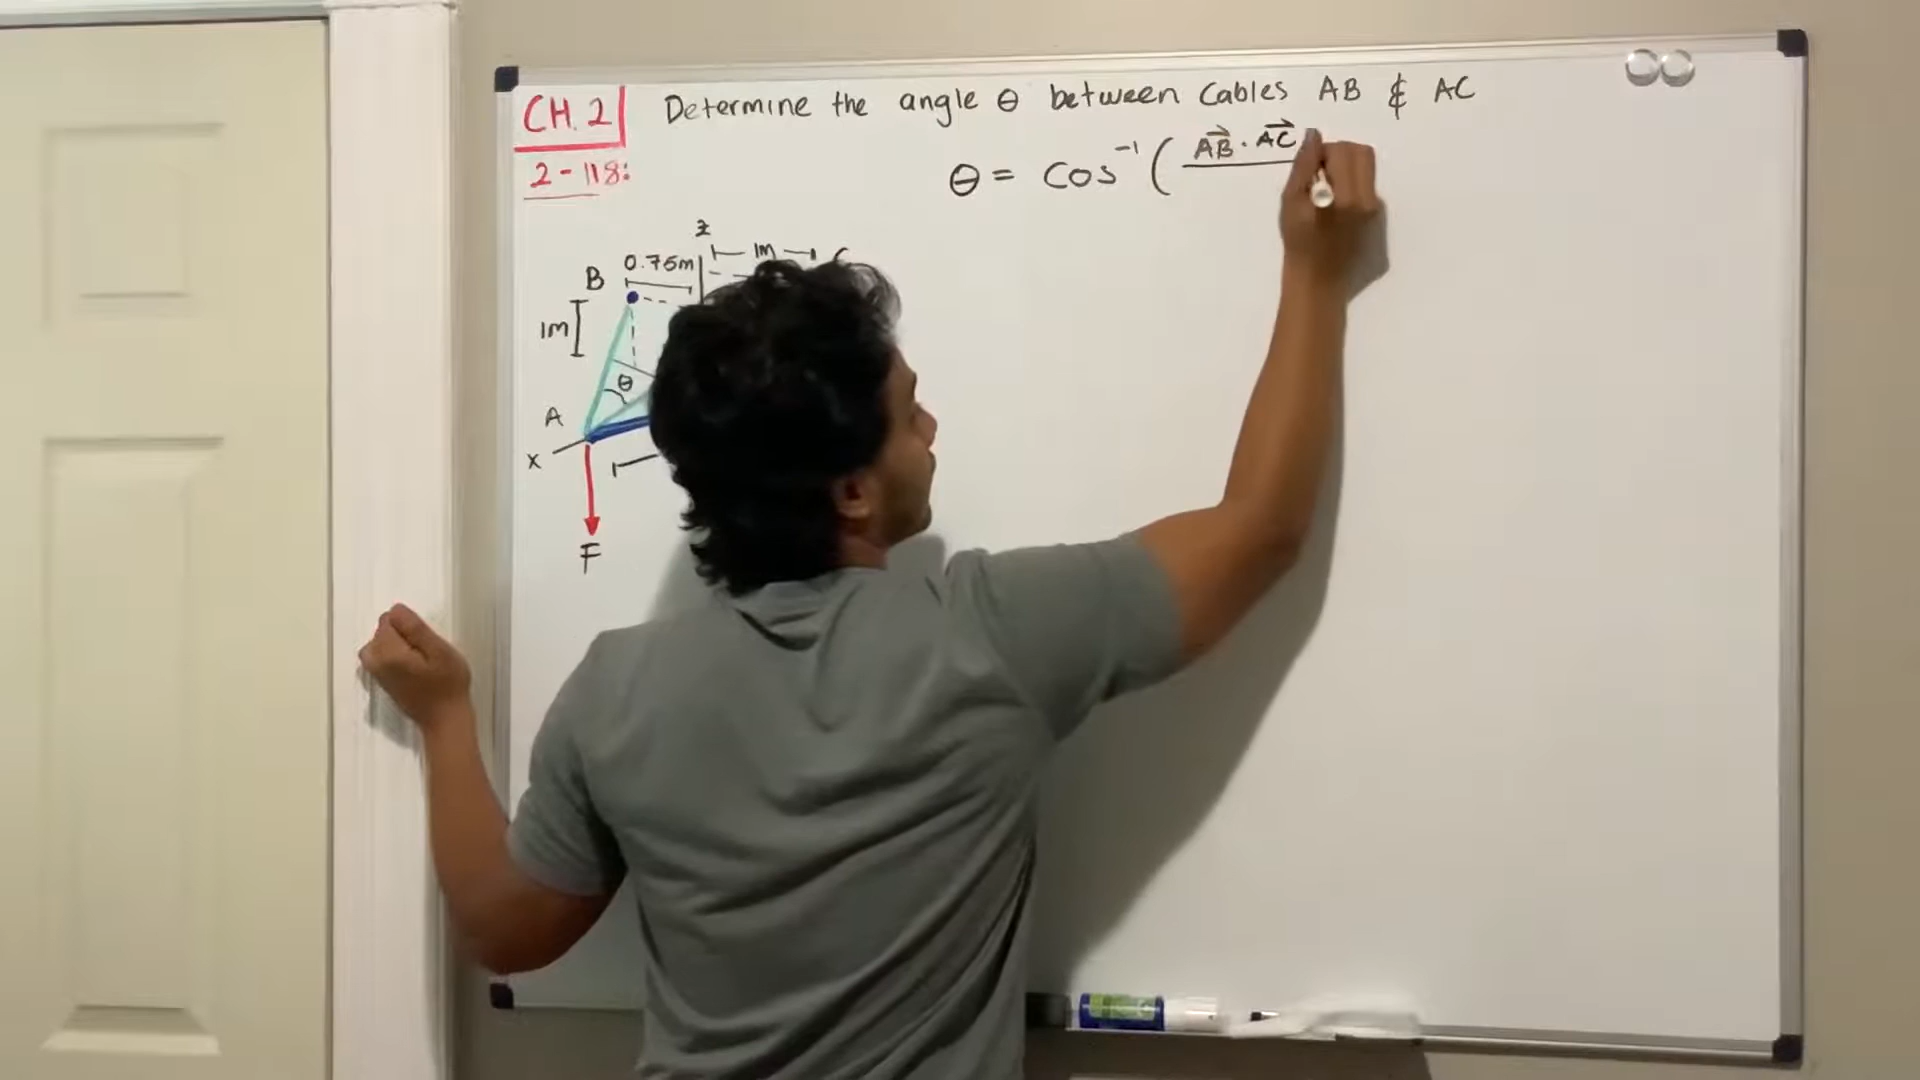 CH. 2 Determine the angle θ between Cables AB & AC
2-118:
θ = cos⁻¹ ( AB · AC
z
0.75m 1m
B
1m
θ
A
x
F